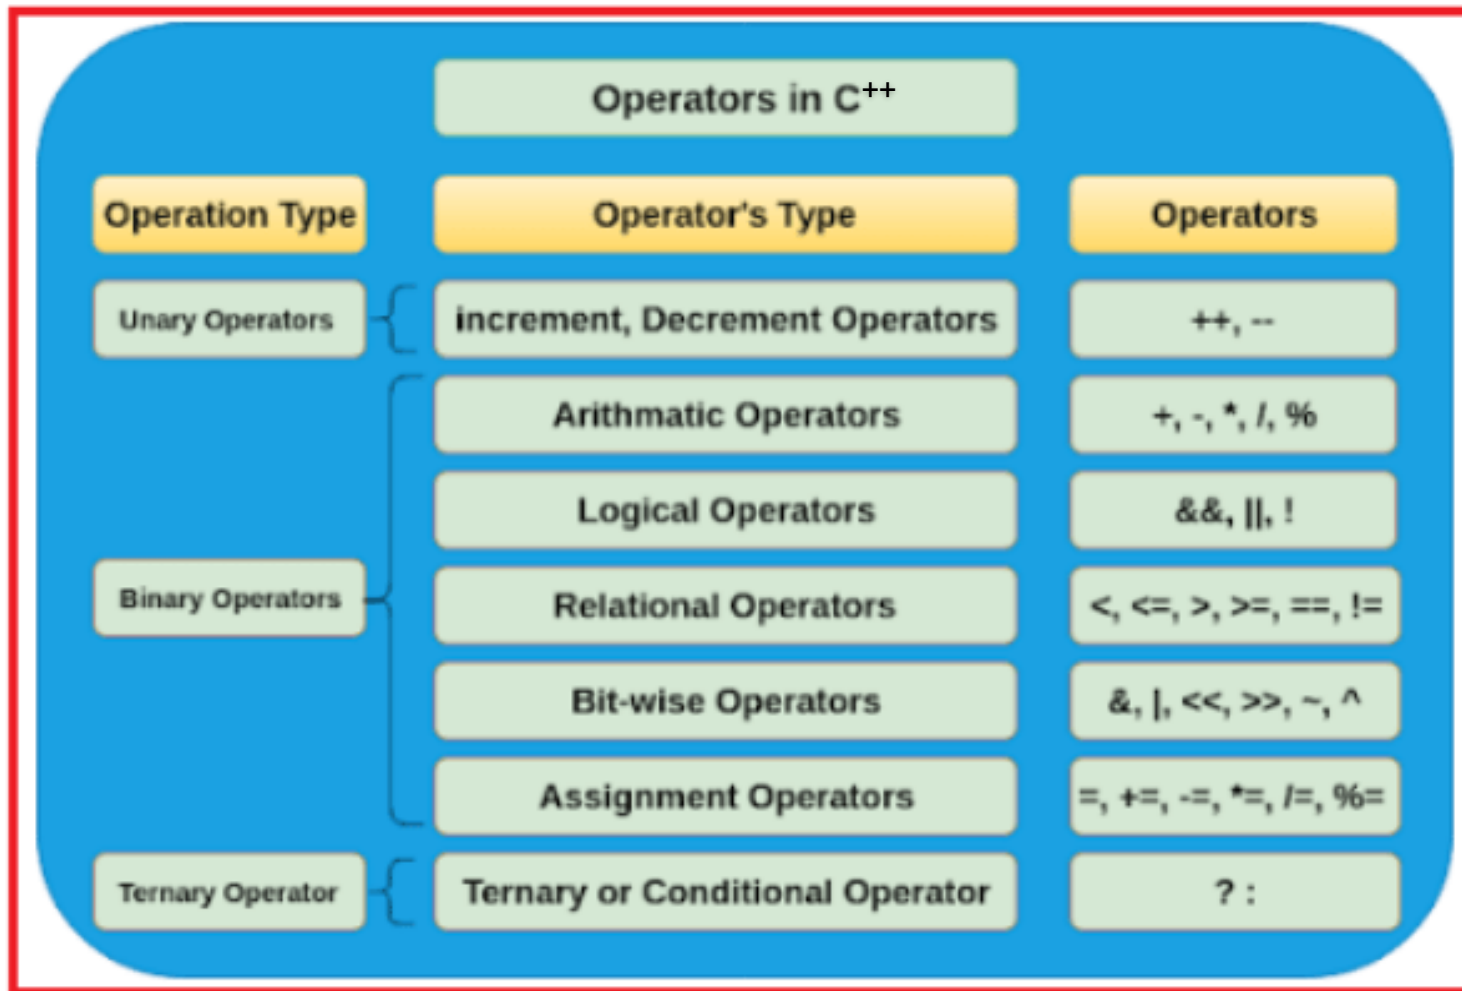 Operators in C++
Operation Type
Operator's Type
Operators
Unary Operators
increment, Decrement Operators
++, --
Arithmatic Operators
+, -, *, /, %
Logical Operators
&&, ||, !
Binary Operators
Relational Operators
<, <=, >, >=, ==, !=
Bit-wise Operators
&, |, <<, >>, ~, ^
Assignment Operators
=, +=, -=, *=, /=, %=
Ternary Operator
Ternary or Conditional Operator
? :